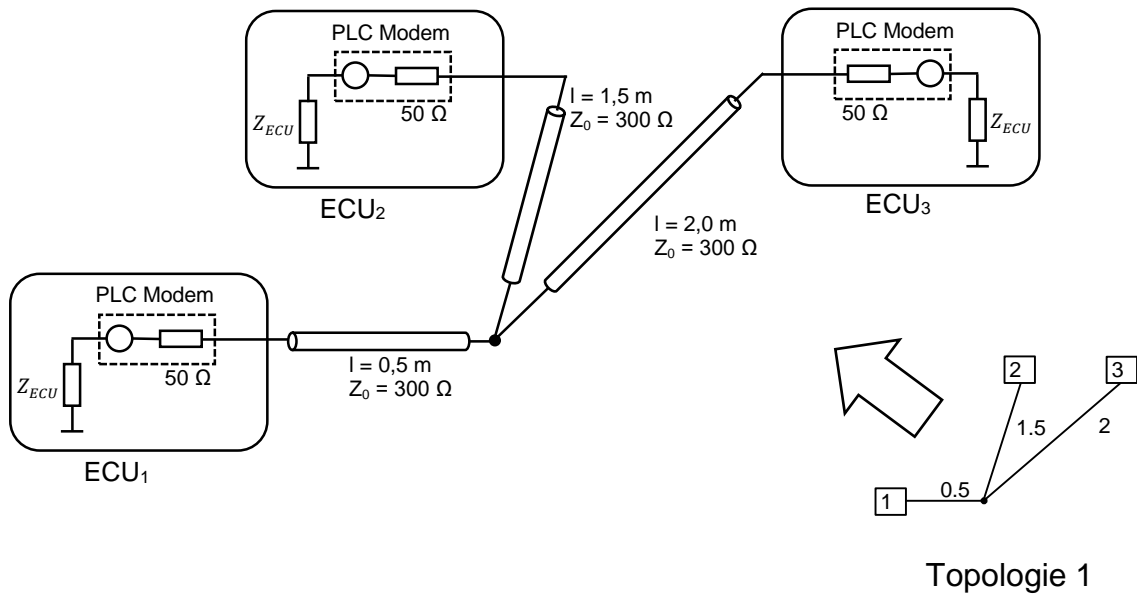 PLC Modem
50 Ω
Z_ECU
ECU₂
l = 1,5 m
Z₀ = 300 Ω
PLC Modem
50 Ω
Z_ECU
ECU₃
l = 2,0 m
Z₀ = 300 Ω
PLC Modem
50 Ω
Z_ECU
ECU₁
l = 0,5 m
Z₀ = 300 Ω
2
3
1.5
2
1
0.5
Topologie 1